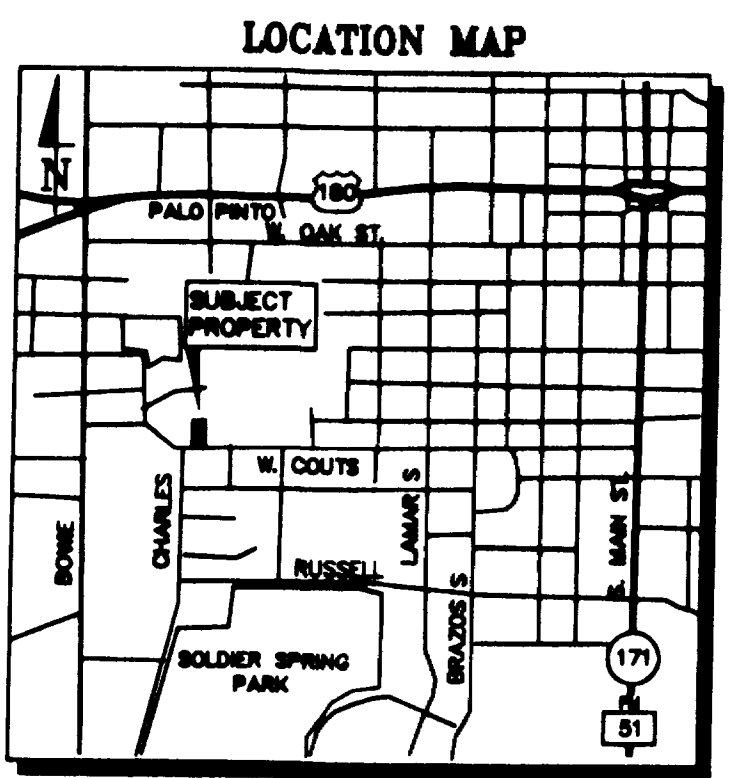 LOCATION MAP
N
180
PALO PINTO
W. OAK ST.
SUBJECT
PROPERTY
W. COUTS
CHARLES
LAMAR S
S. MAIN ST.
BOWIE
RUSSELL
BRAZOS S
SOLDIER SPRING
PARK
171
FM
51